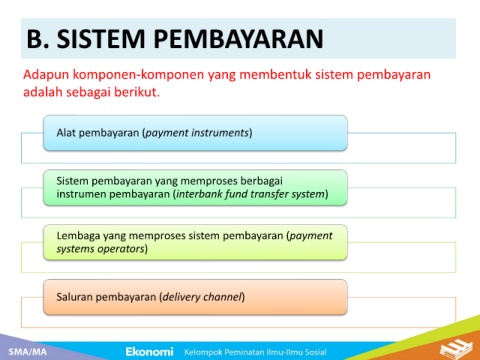 B. SISTEM PEMBAYARAN
Adapun komponen-komponen yang membentuk sistem pembayaran
adalah sebagai berikut.
Alat pembayaran (payment instruments)
Sistem pembayaran yang memproses berbagai
instrumen pembayaran (interbank fund transfer system)
Lembaga yang memproses sistem pembayaran (payment
systems operators)
Saluran pembayaran (delivery channel)
SMA/MA Ekonomi Kelompok Peminatan Ilmu-Ilmu Sosial